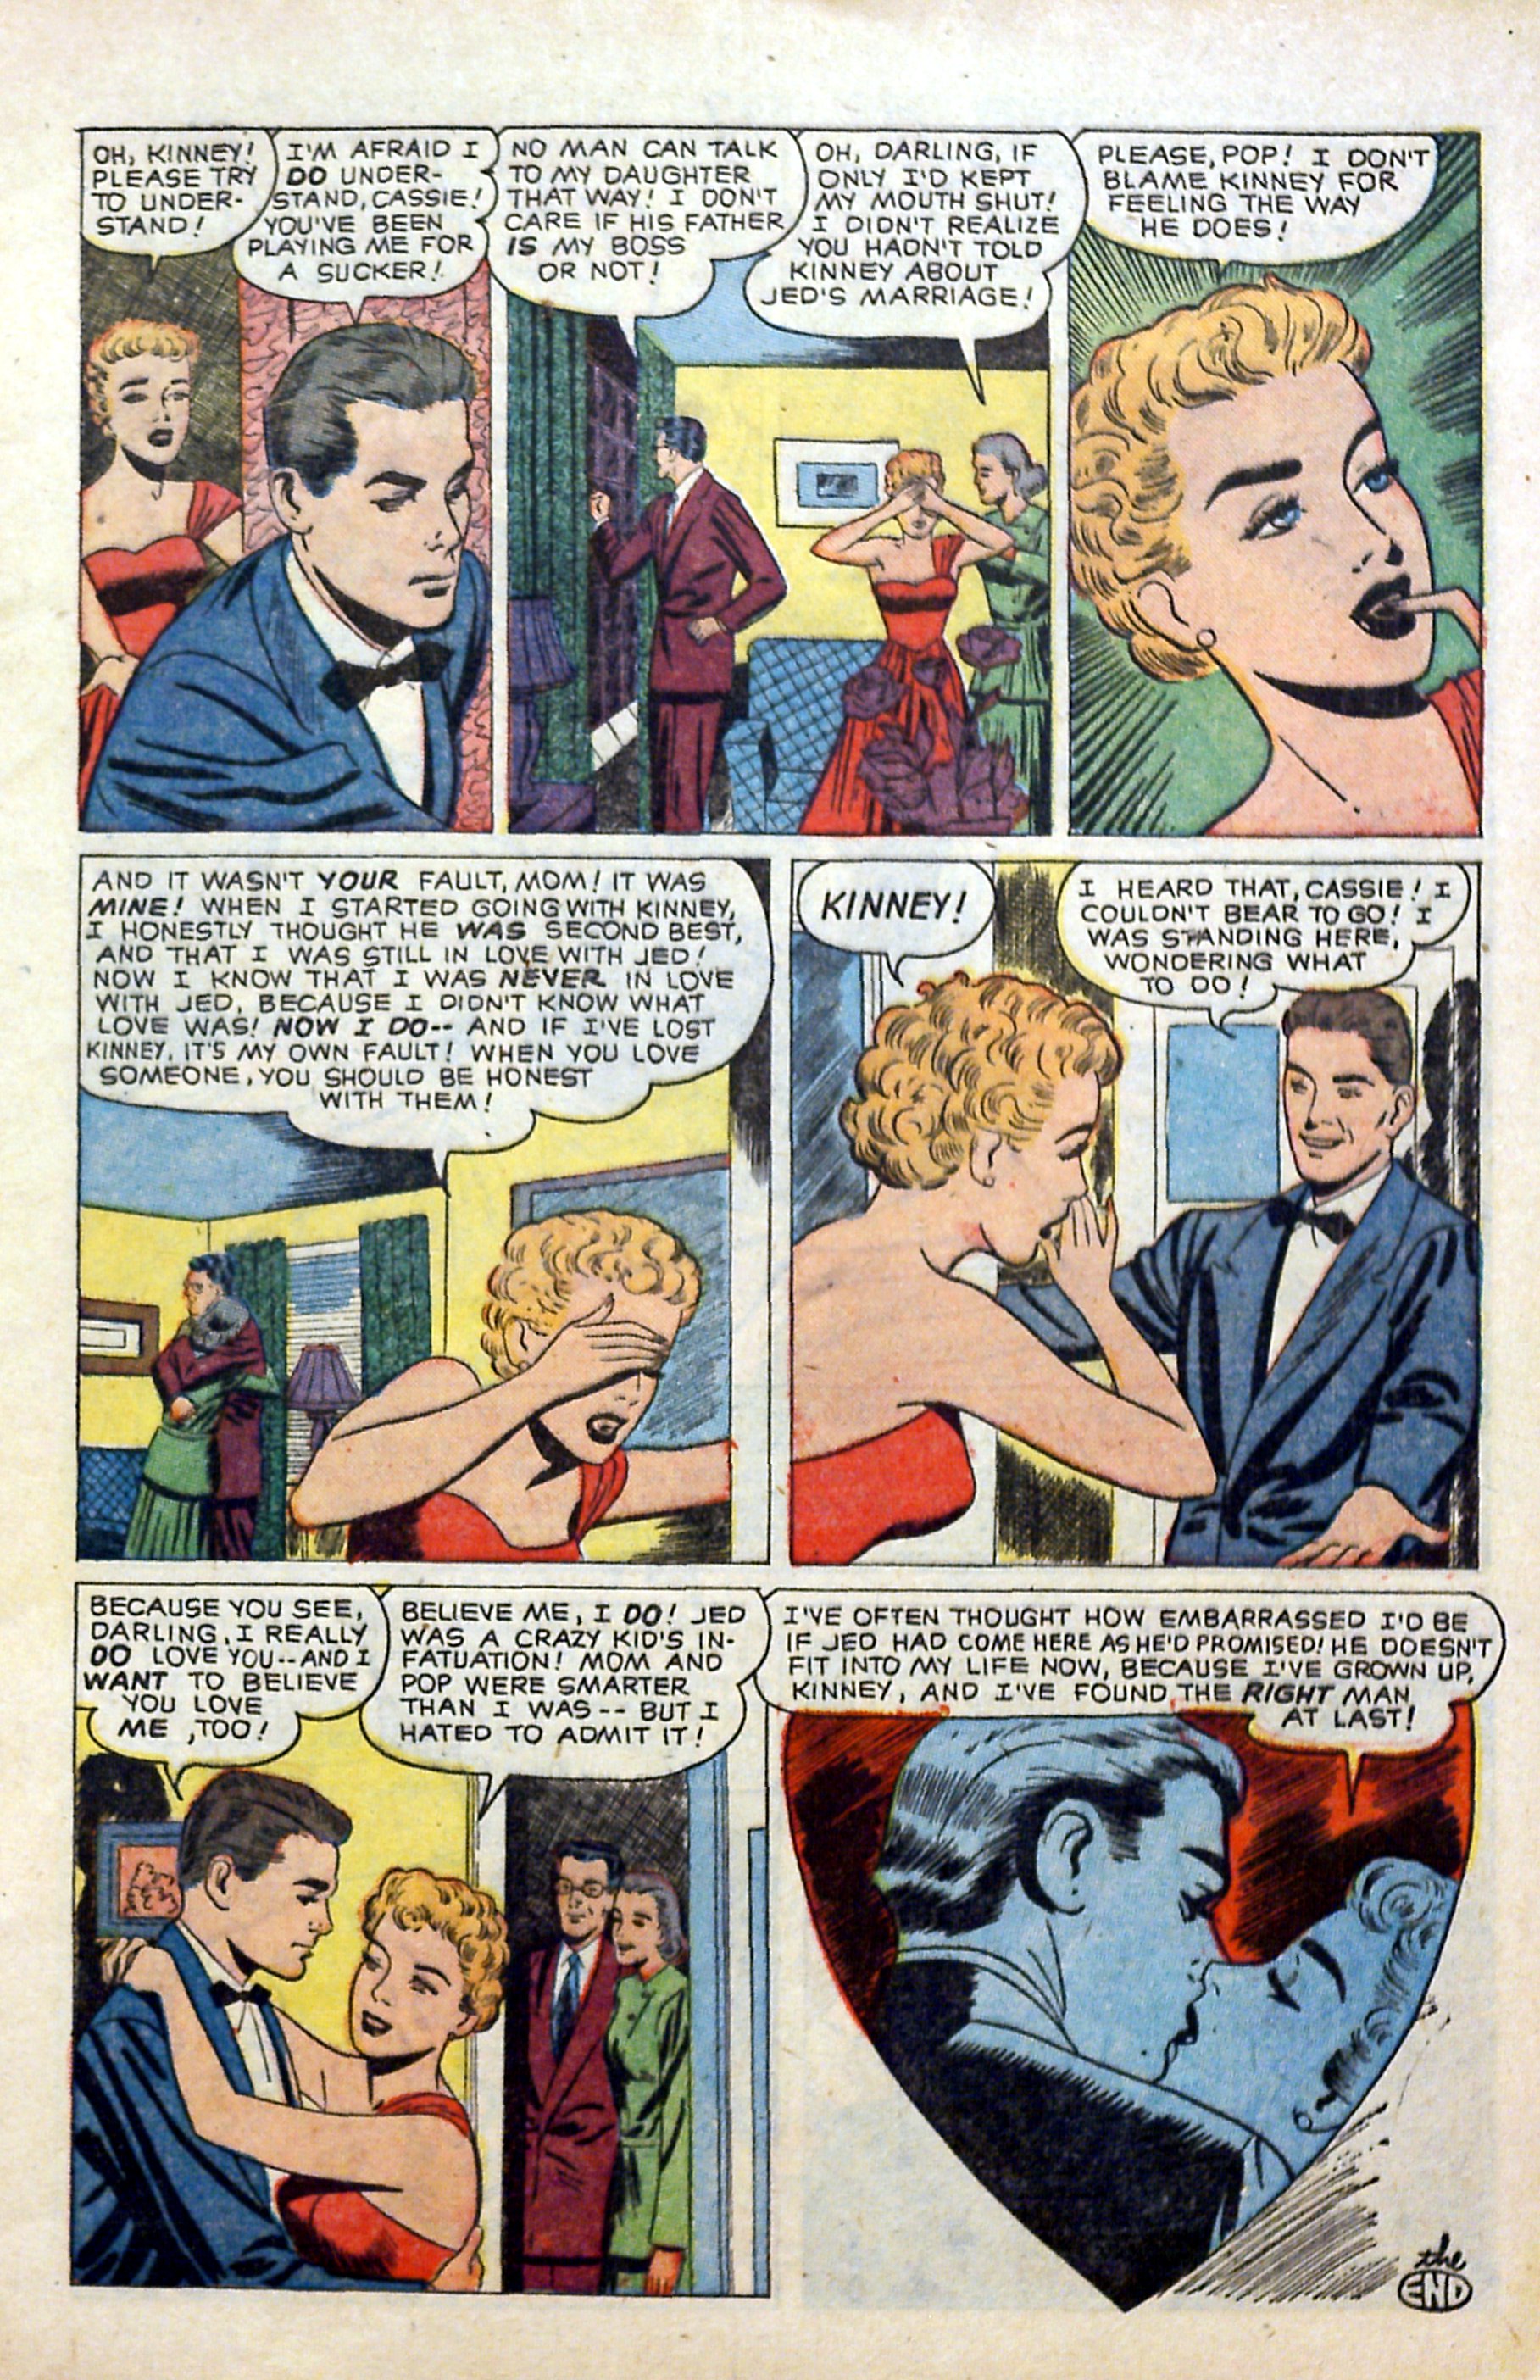 OH, KINNEY!
PLEASE TRY
TO UNDER-
STAND!
I'M AFRAID I
DO UNDER-
STAND, CASSIE!
YOU'VE BEEN
PLAYING ME FOR
A SUCKER!
NO MAN CAN TALK
TO MY DAUGHTER
THAT WAY! I DON'T
CARE IF HIS FATHER
IS MY BOSS
OR NOT!
OH, DARLING, IF
ONLY I'D KEPT
MY MOUTH SHUT!
I DIDN'T REALIZE
YOU HADN'T TOLD
KINNEY ABOUT
JED'S MARRIAGE!
PLEASE, POP! I DON'T
BLAME KINNEY FOR
FEELING THE WAY
HE DOES!
AND IT WASN'T YOUR FAULT, MOM! IT WAS
MINE! WHEN I STARTED GOING WITH KINNEY,
I HONESTLY THOUGHT HE WAS SECOND BEST,
AND THAT I WAS STILL IN LOVE WITH JED!
NOW I KNOW THAT I WAS NEVER IN LOVE
WITH JED, BECAUSE I DIDN'T KNOW WHAT
LOVE WAS! NOW I DO-- AND IF I'VE LOST
KINNEY, IT'S MY OWN FAULT! WHEN YOU LOVE
SOMEONE, YOU SHOULD BE HONEST
WITH THEM!
KINNEY!
I HEARD THAT, CASSIE! I
COULDN'T BEAR TO GO! I
WAS STANDING HERE,
WONDERING WHAT
TO DO!
BECAUSE YOU SEE,
DARLING, I REALLY
DO LOVE YOU--AND I
WANT TO BELIEVE
YOU LOVE
ME, TOO!
BELIEVE ME, I DO! JED
WAS A CRAZY KID'S IN-
FATUATION! MOM AND
POP WERE SMARTER
THAN I WAS-- BUT I
HATED TO ADMIT IT!
I'VE OFTEN THOUGHT HOW EMBARRASSED I'D BE
IF JED HAD COME HERE AS HE'D PROMISED! HE DOESN'T
FIT INTO MY LIFE NOW, BECAUSE I'VE GROWN UP,
KINNEY, AND I'VE FOUND THE RIGHT MAN
AT LAST!
the
END